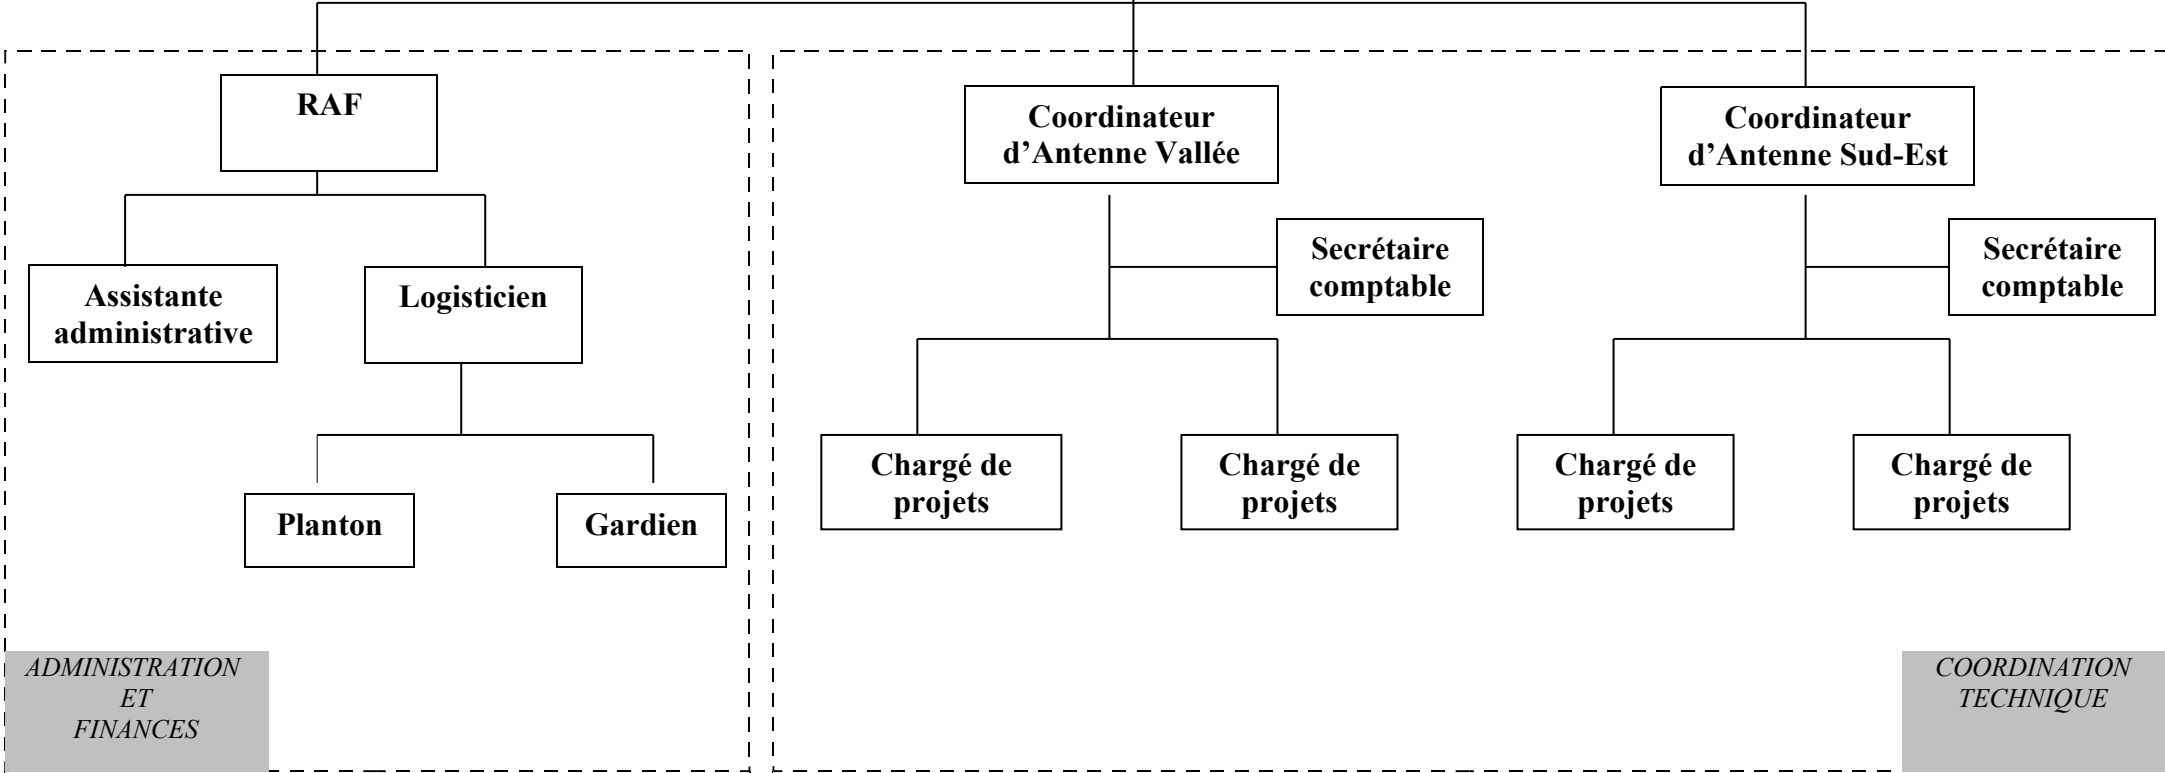 RAF
Assistante
administrative
Logisticien
Planton
Gardien
ADMINISTRATION
ET
FINANCES
Coordinateur
d’Antenne Vallée
Secrétaire
comptable
Chargé de
projets
Chargé de
projets
Coordinateur
d’Antenne Sud-Est
Secrétaire
comptable
Chargé de
projets
Chargé de
projets
COORDINATION
TECHNIQUE